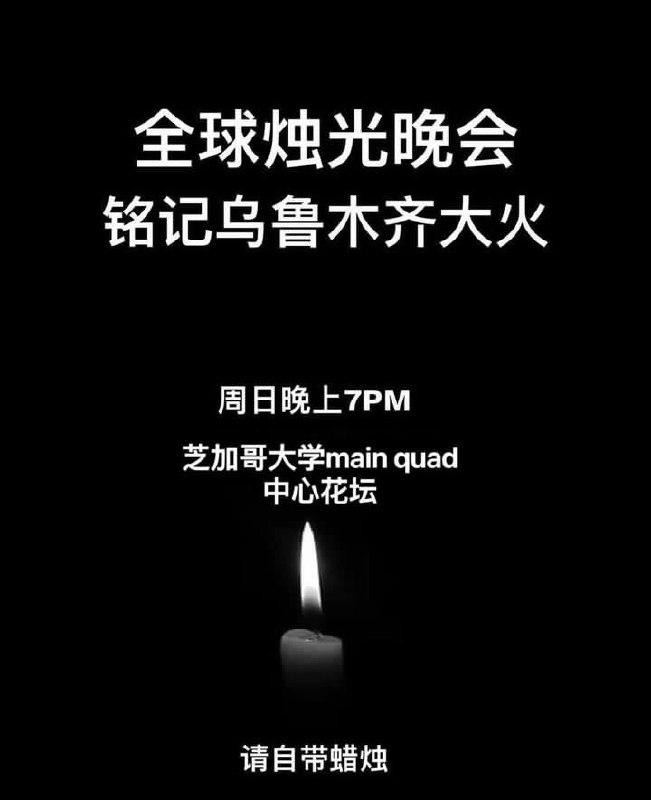 全球烛光晚会
铭记乌鲁木齐大火
周日晚上7PM
芝加哥大学main quad
中心花坛
请自带蜡烛